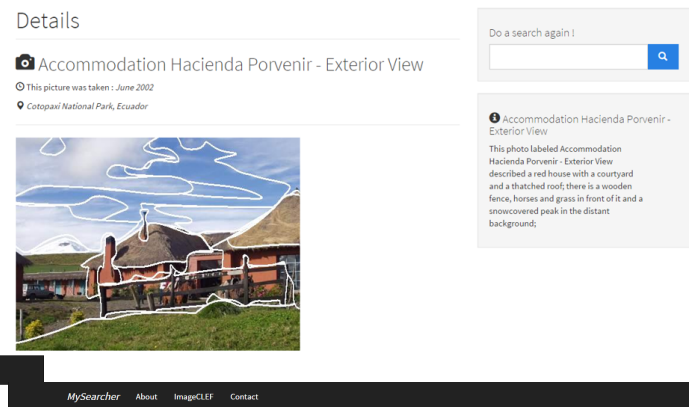 Details
Accommodation Hacienda Porvenir - Exterior View
This picture was taken : June 2002
Cotopaxi National Park, Ecuador
Do a search again !
Accommodation Hacienda Porvenir -
Exterior View
This photo labeled Accommodation
Hacienda Porvenir - Exterior View
described a red house with a courtyard
and a thatched roof; there is a wooden
fence, horses and grass in front of it and a
snowcovered peak in the distant
background;
MySearcher About ImageCLEF Contact